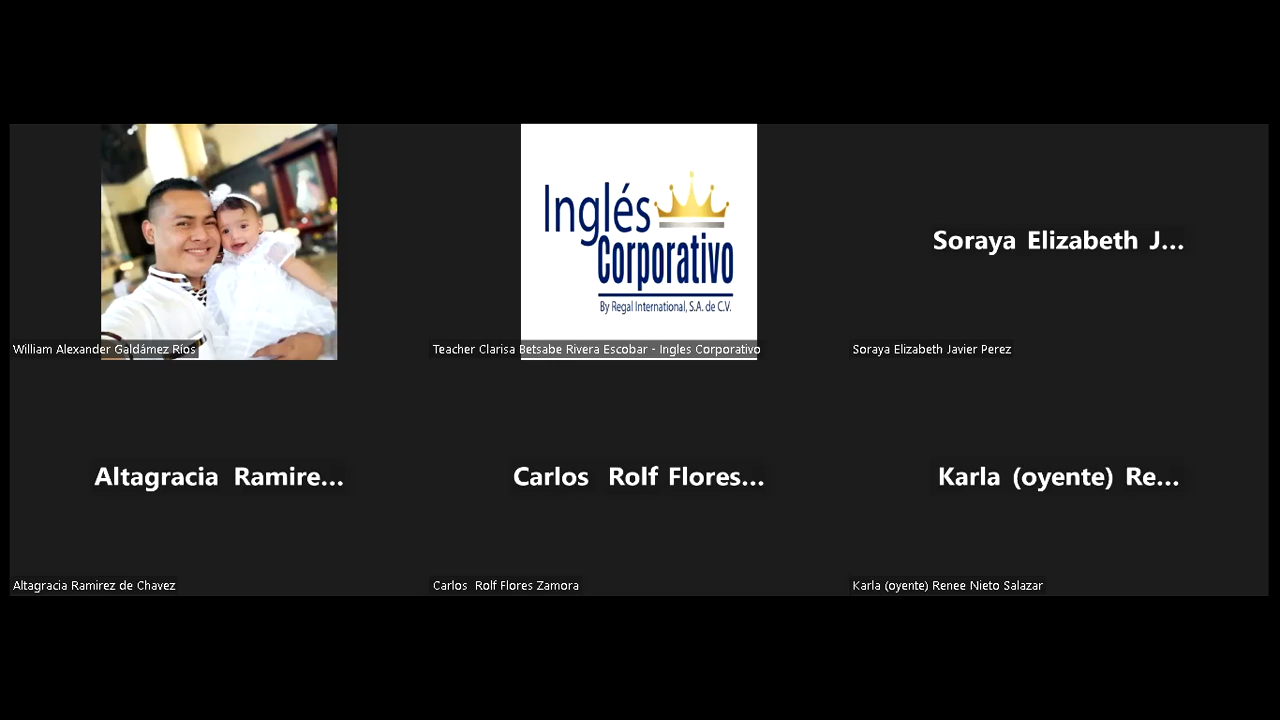 Inglés
Corporativo
By Regal International, S.A. de C.V.
Soraya Elizabeth J...
William Alexander Galdámez Ríos
Teacher Clarisa Betsabe Rivera Escobar - Ingles Corporativo
Soraya Elizabeth Javier Perez
Altagracia Ramire...
Carlos Rolf Flores...
Karla (oyente) Re...
Altagracia Ramirez de Chavez
Carlos Rolf Flores Zamora
Karla (oyente) Renee Nieto Salazar